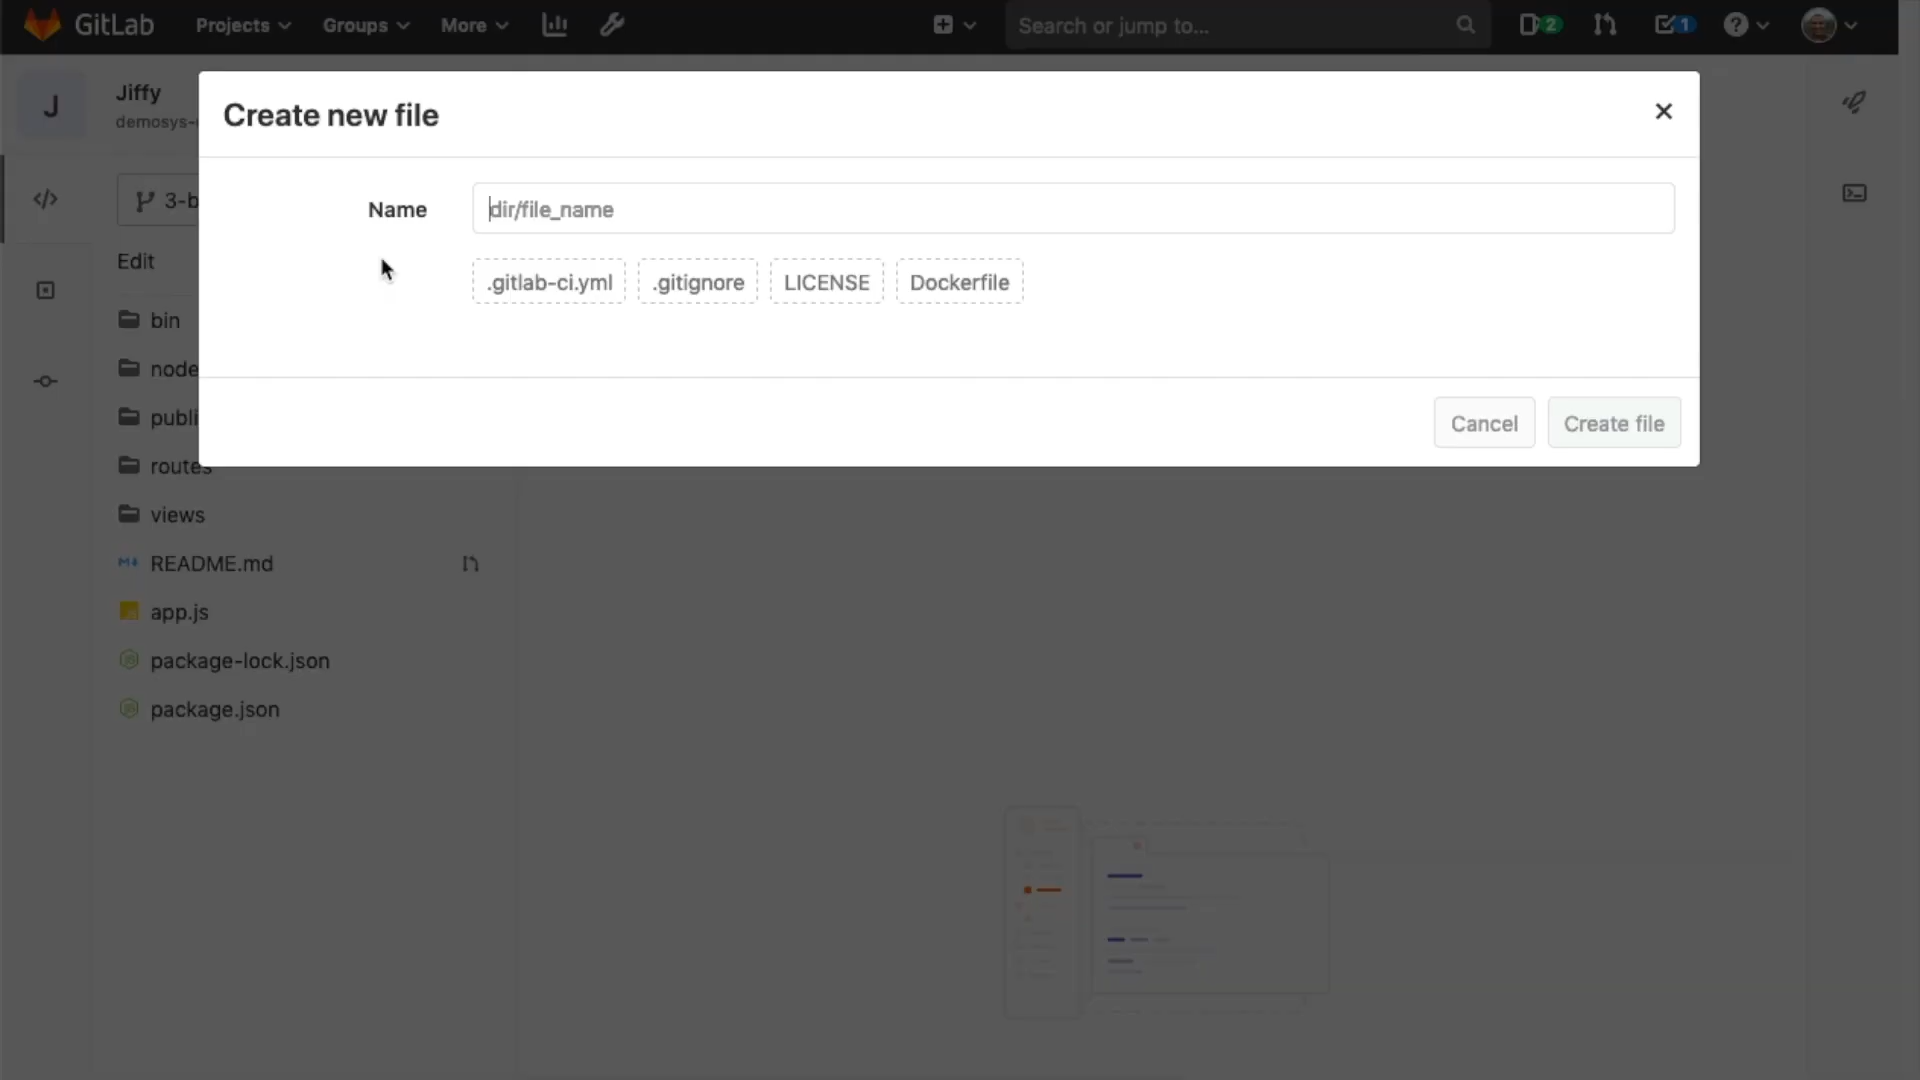 GitLab Projects Groups More Search or jump to... 2 1
J Jiffy
demosys-
Create new file
Name dir/file_name
.gitlab-ci.yml .gitignore LICENSE Dockerfile
Cancel Create file
3-b
Edit
bin
node
publi
routes
views
README.md
app.js
package-lock.json
package.json